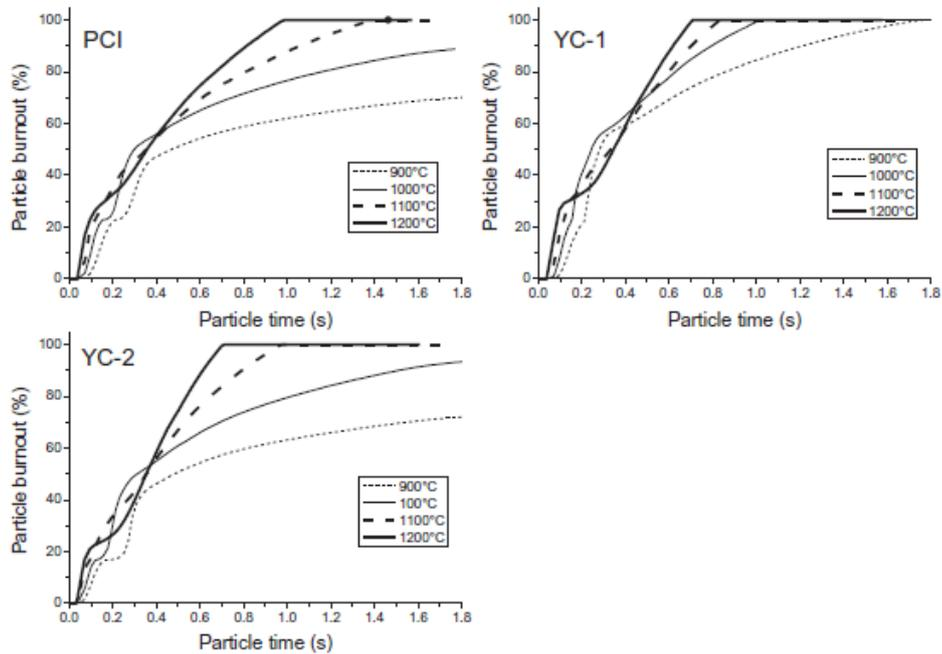 PCI
Particle burnout (%)
100
80
60
40
20
0
900°C
1000°C
1100°C
1200°C
0.0 0.2 0.4 0.6 0.8 1.0 1.2 1.4 1.6 1.8
Particle time (s)
YC-1
Particle burnout (%)
100
80
60
40
20
0
900°C
1000°C
1100°C
1200°C
0.0 0.2 0.4 0.6 0.8 1.0 1.2 1.4 1.6 1.8
Particle time (s)
YC-2
Particle burnout (%)
100
80
60
40
20
0
900°C
100°C
1100°C
1200°C
0.0 0.2 0.4 0.6 0.8 1.0 1.2 1.4 1.6 1.8
Particle time (s)